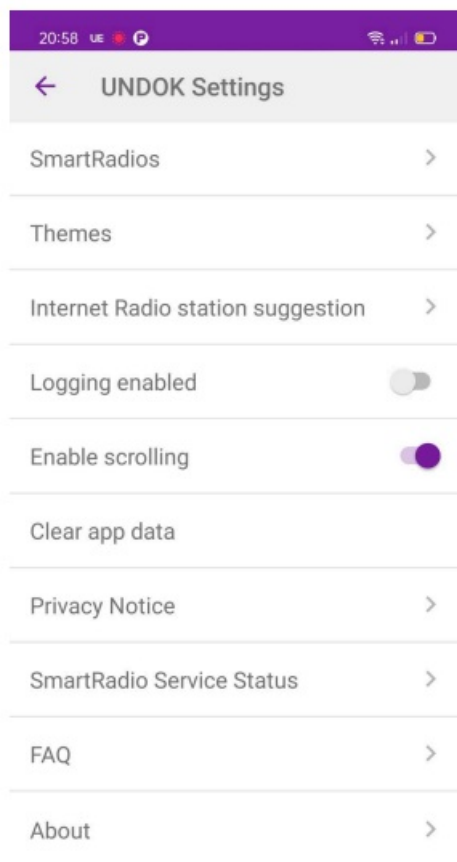 20:58 UE P
UNDOK Settings
SmartRadios
Themes
Internet Radio station suggestion
Logging enabled
Enable scrolling
Clear app data
Privacy Notice
SmartRadio Service Status
FAQ
About